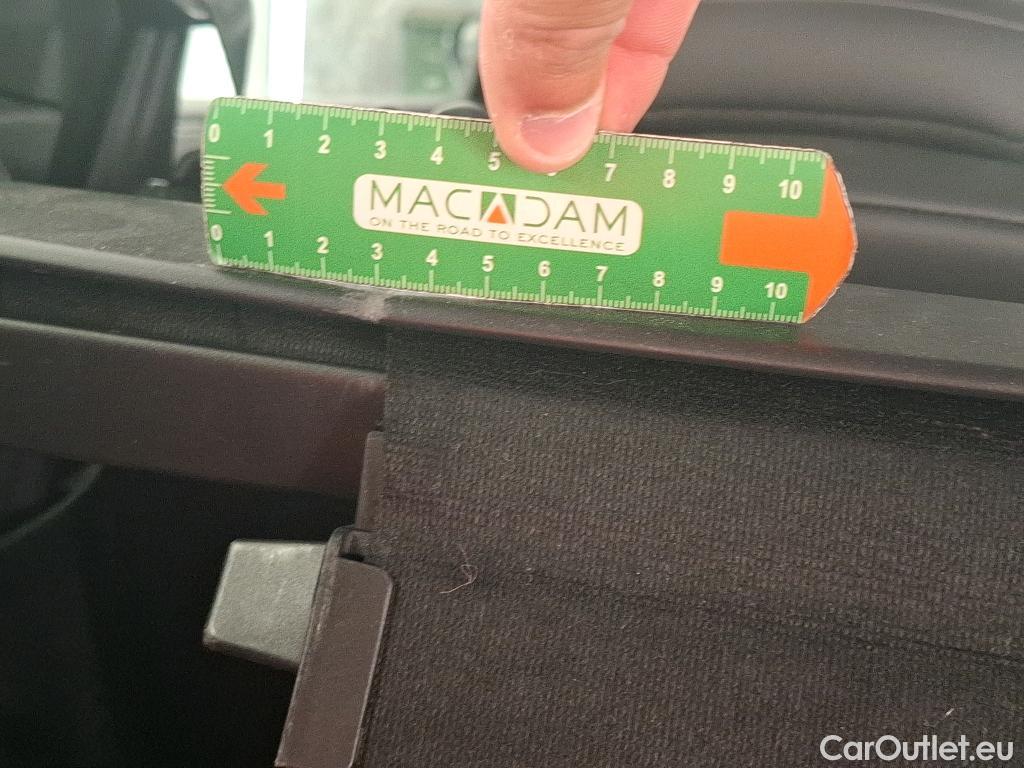 0 1 2 3 4 5 6 7 8 9 10
MACADAM
ON THE ROAD TO EXCELLENCE
0 1 2 3 4 5 6 7 8 9 10
CarOutlet.eu